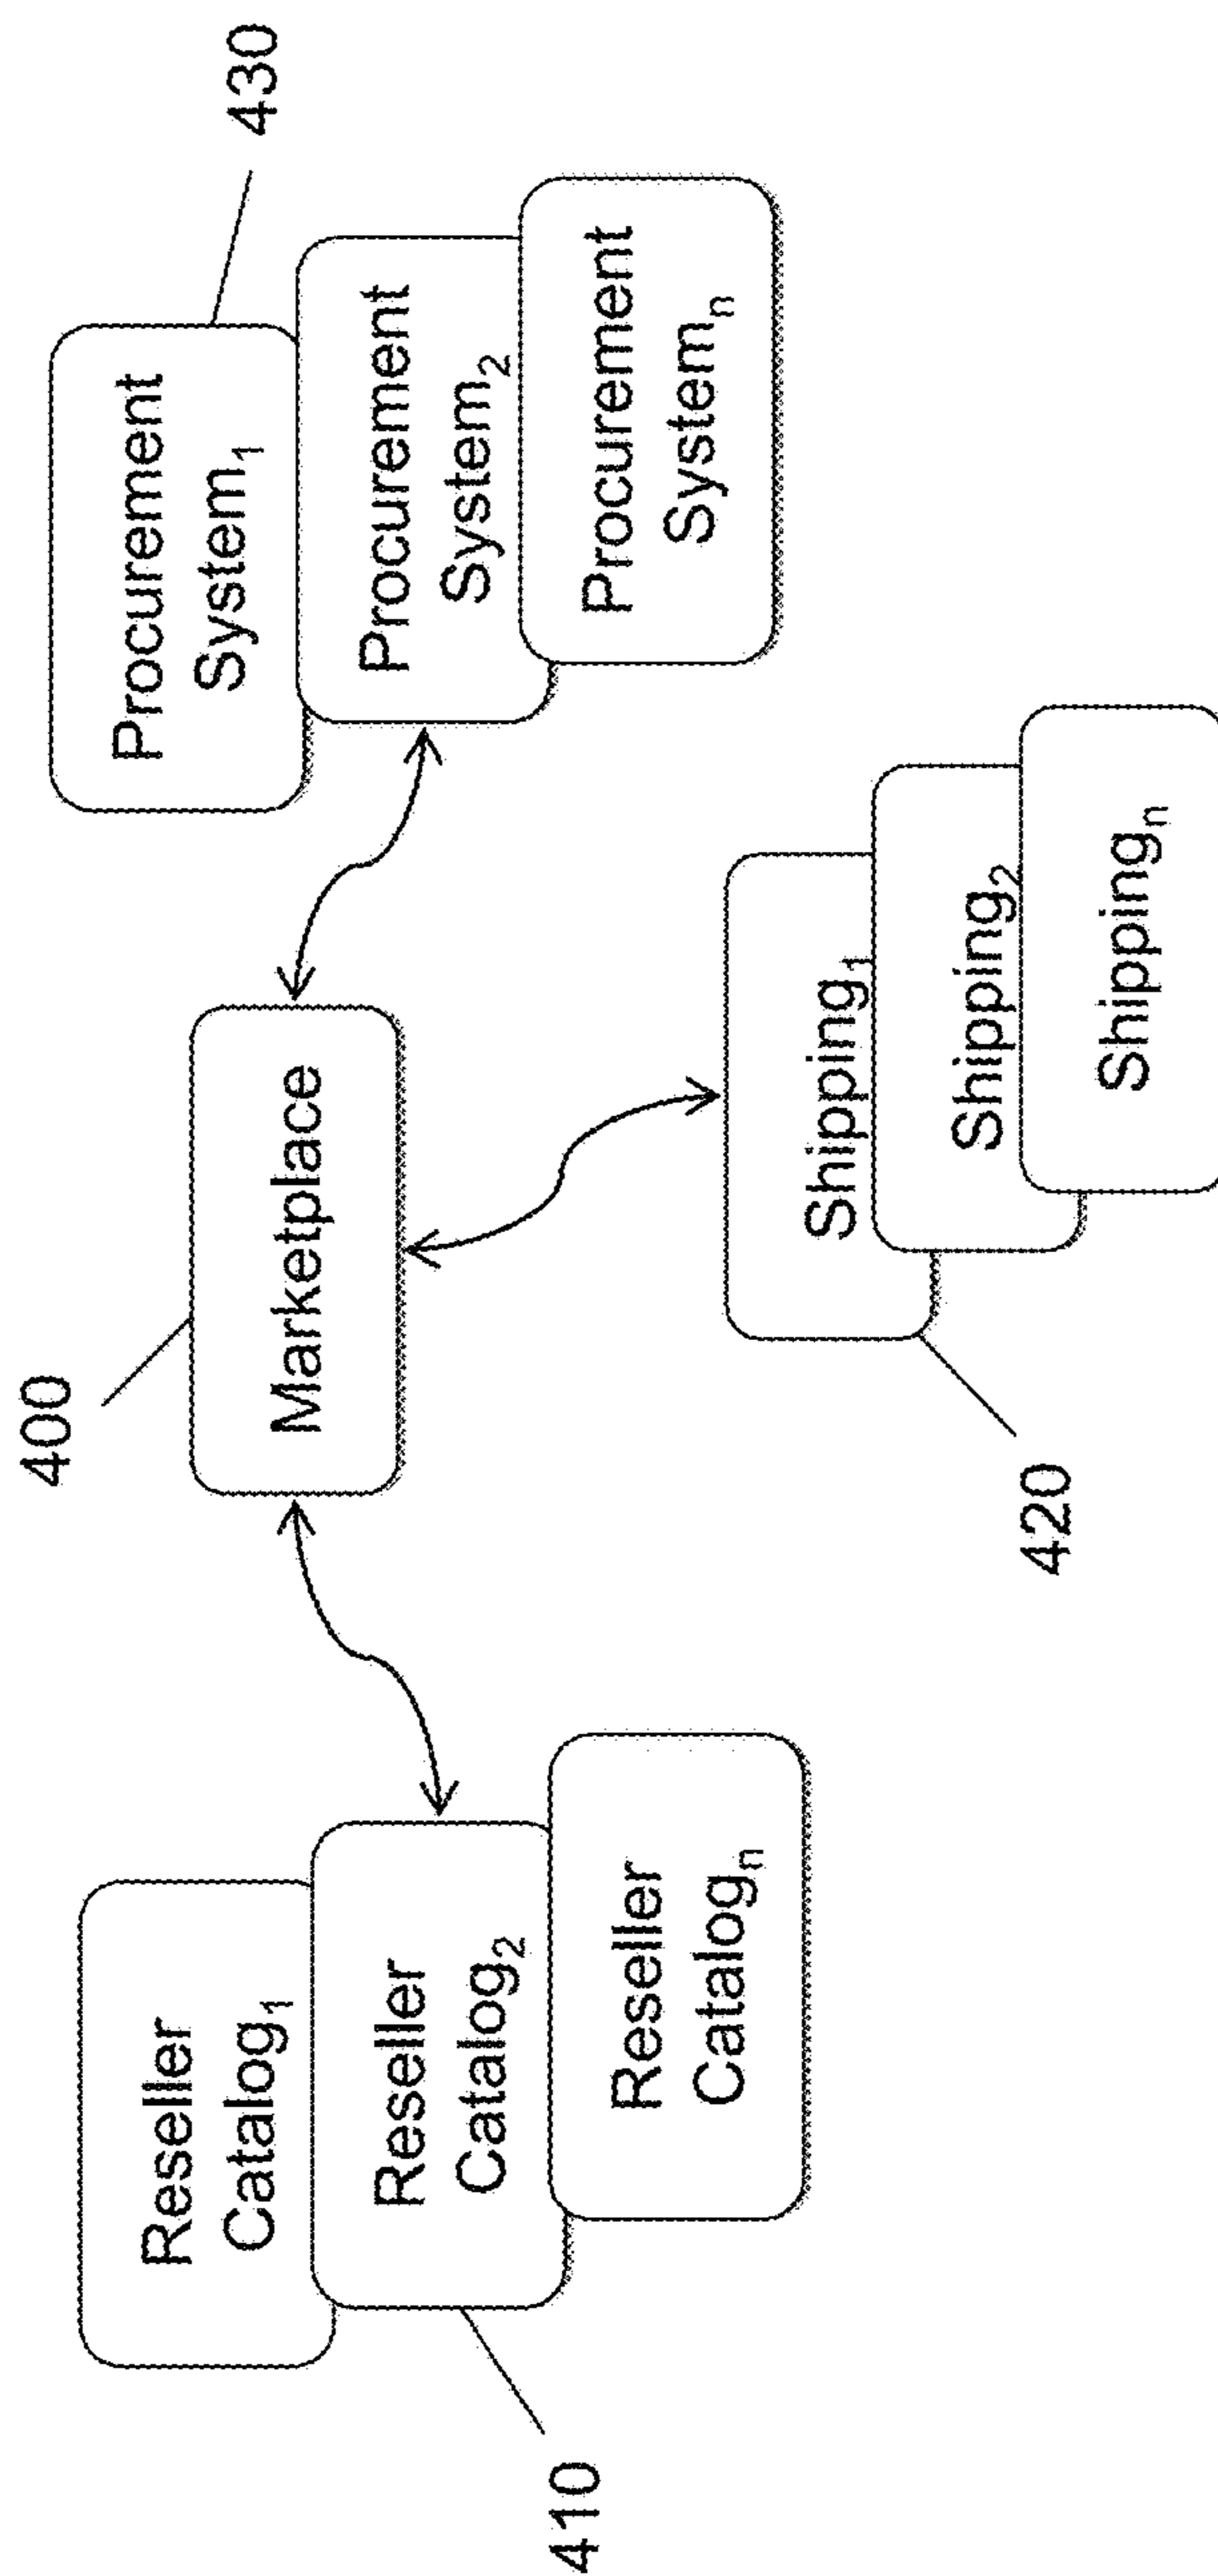 400
Marketplace
Reseller
Catalog1
Reseller
Catalog2
Reseller
Catalogn
410
Procurement
System1
Procurement
System2
Procurement
Systemn
430
Shipping1
Shipping2
Shippingn
420